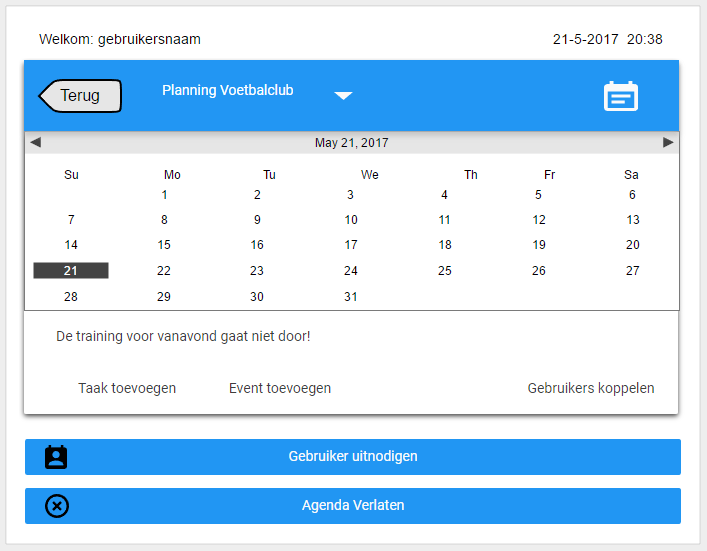 Welkom: gebruikersnaam 21-5-2017 20:38
Terug Planning Voetbalclub
May 21, 2017
Su Mo Tu We Th Fr Sa
1 2 3 4 5 6
7 8 9 10 11 12 13
14 15 16 17 18 19 20
21 22 23 24 25 26 27
28 29 30 31
De training voor vanavond gaat niet door!
Taak toevoegen Event toevoegen Gebruikers koppelen
Gebruiker uitnodigen
Agenda Verlaten